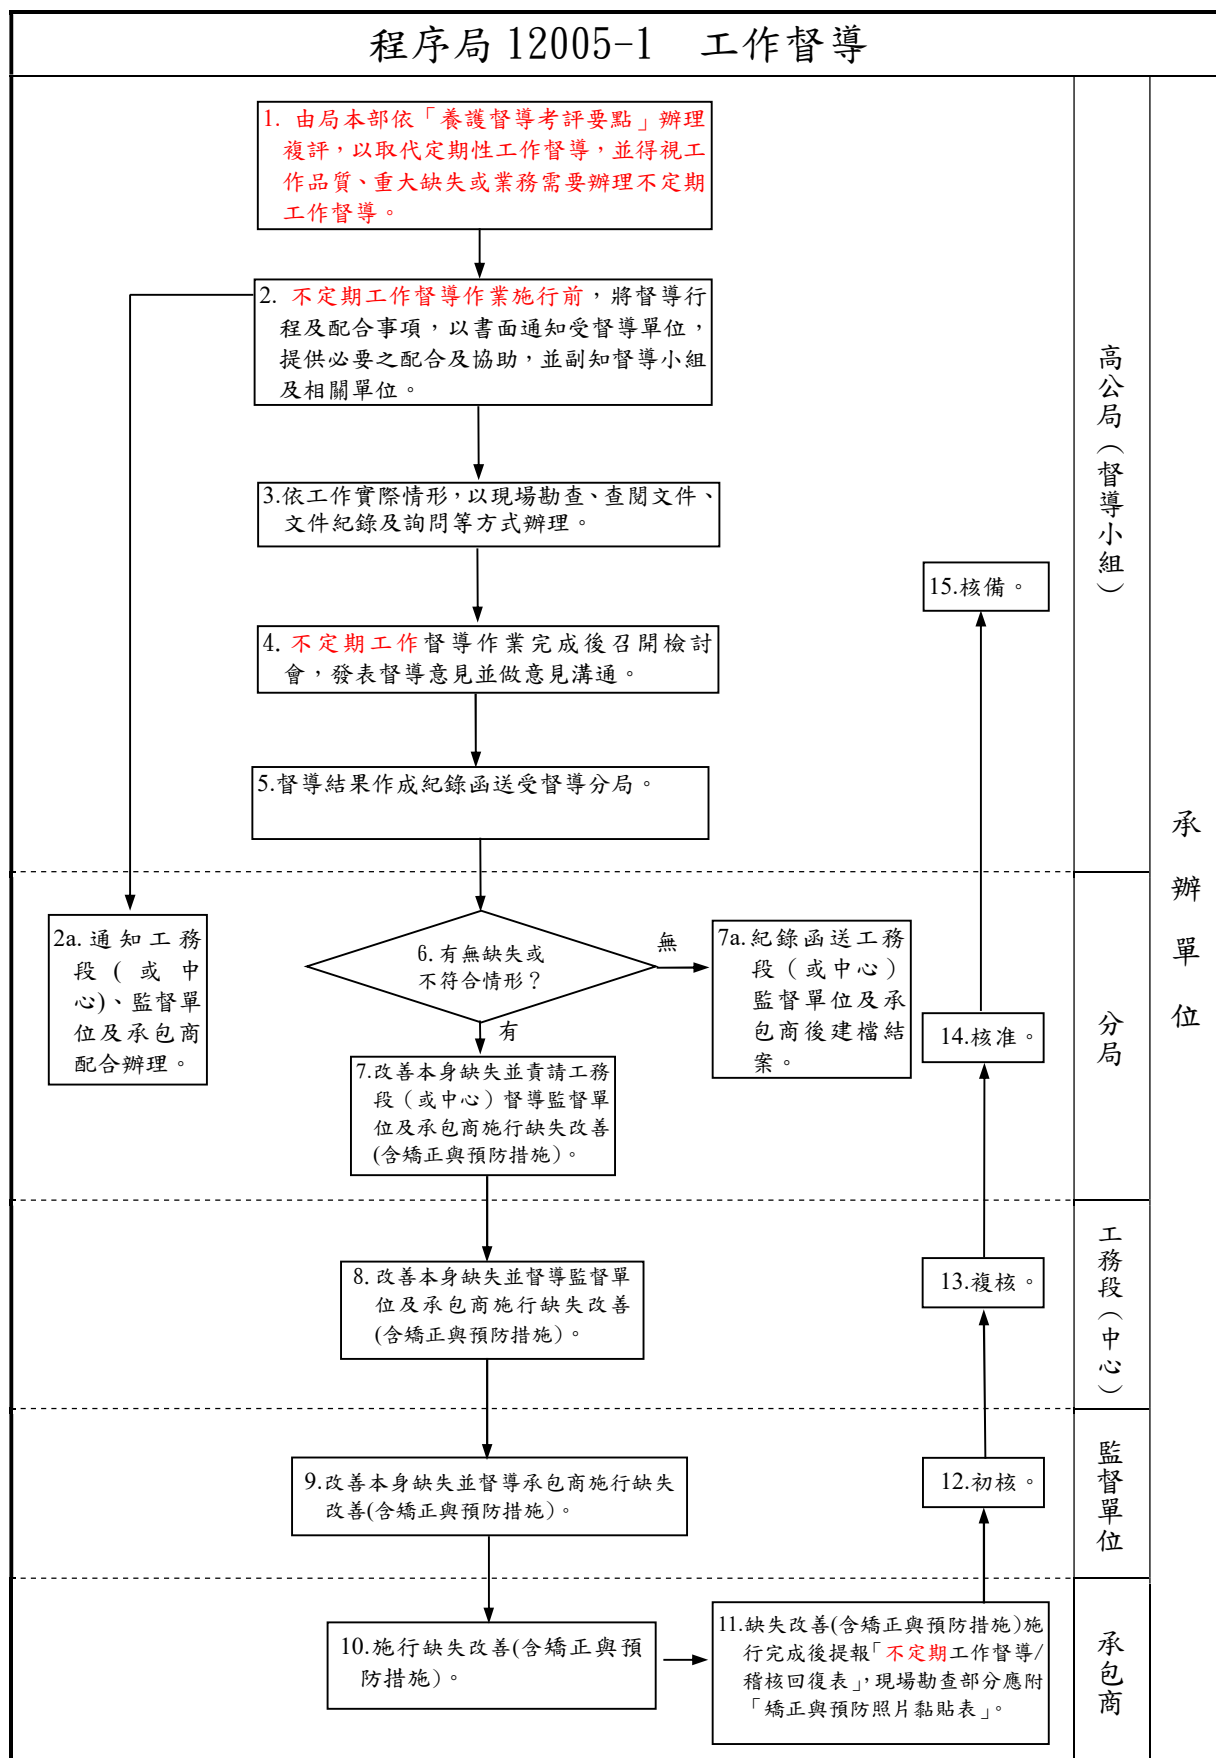 程序局12005-1　工作督導
1. 由局本部依「養護督導考評要點」辦理
複評，以取代定期性工作督導，並得視工
作品質、重大缺失或業務需要辦理不定期
工作督導。
2. 不定期工作督導作業施行前，將督導行
程及配合事項，以書面通知受督導單位，
提供必要之配合及協助，並副知督導小組
及相關單位。
3.依工作實際情形，以現場勘查、查閱文件、
文件紀錄及詢問等方式辦理。
4. 不定期工作督導作業完成後召開檢討
會，發表督導意見並做意見溝通。
5.督導結果作成紀錄函送受督導分局。
高公局（督導小組）
15.核備。
承辦單位
2a.通知工務
段(或中
心)、監督單
位及承包商
配合辦理。
6.有無缺失或
不符合情形？
無
有
7a.紀錄函送工務
段（或中心）
監督單位及承
包商後建檔結
案。
7.改善本身缺失並責請工務
段（或中心）督導監督單
位及承包商施行缺失改善
(含矯正與預防措施)。
14.核准。
分局
8.改善本身缺失並督導監督單
位及承包商施行缺失改善
(含矯正與預防措施)。
13.複核。
工務段（中心）
9.改善本身缺失並督導承包商施行缺失
改善(含矯正與預防措施)。
12.初核。
監督單位
10.施行缺失改善(含矯正與預
防措施)。
11.缺失改善(含矯正與預防措施)施
行完成後提報「不定期工作督導/
稽核回復表」，現場勘查部分應附
「矯正與預防照片黏貼表」。
承包商